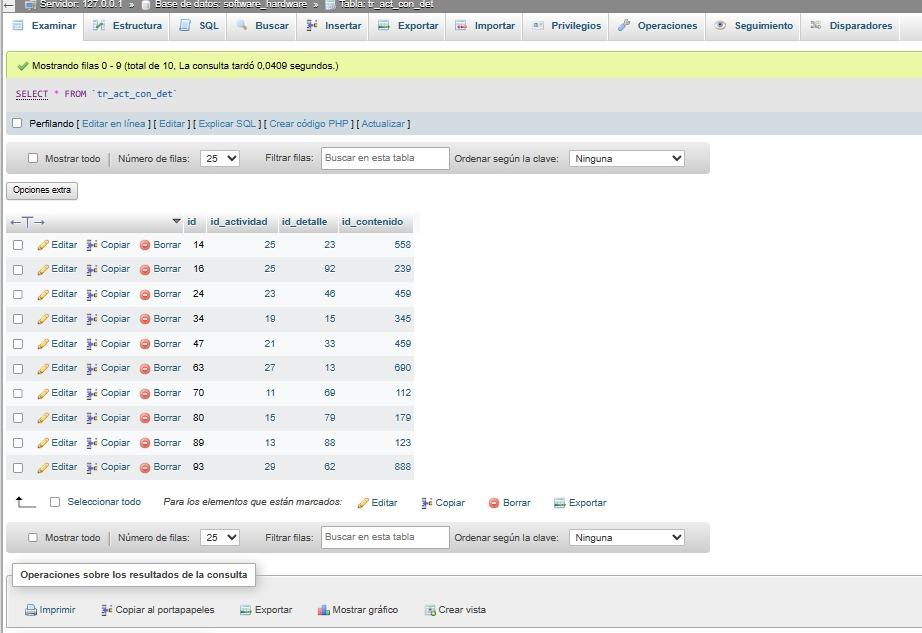 Servidor: 127.0.0.1 » Base de datos: software_hardware » Tabla: tr_act_con_det
Examinar Estructura SQL Buscar Insertar Exportar Importar Privilegios Operaciones Seguimiento Disparadores
Mostrando filas 0 - 9 (total de 10, La consulta tardó 0,0409 segundos.)
SELECT * FROM `tr_act_con_det`
Perfilando [ Editar en línea ] [ Editar ] [ Explicar SQL ] [ Crear código PHP ] [ Actualizar ]
Mostrar todo | Número de filas: 25 Filtrar filas: Buscar en esta tabla Ordenar según la clave: Ninguna
Opciones extra
←T→ id id_actividad id_detalle id_contenido
Editar Copiar Borrar 14 25 23 558
Editar Copiar Borrar 16 25 92 239
Editar Copiar Borrar 24 23 46 459
Editar Copiar Borrar 34 19 15 345
Editar Copiar Borrar 47 21 33 459
Editar Copiar Borrar 63 27 13 690
Editar Copiar Borrar 70 11 69 112
Editar Copiar Borrar 80 15 79 179
Editar Copiar Borrar 89 13 88 123
Editar Copiar Borrar 93 29 62 888
Seleccionar todo Para los elementos que están marcados: Editar Copiar Borrar Exportar
Mostrar todo | Número de filas: 25 Filtrar filas: Buscar en esta tabla Ordenar según la clave: Ninguna
Operaciones sobre los resultados de la consulta
Imprimir Copiar al portapapeles Exportar Mostrar gráfico Crear vista